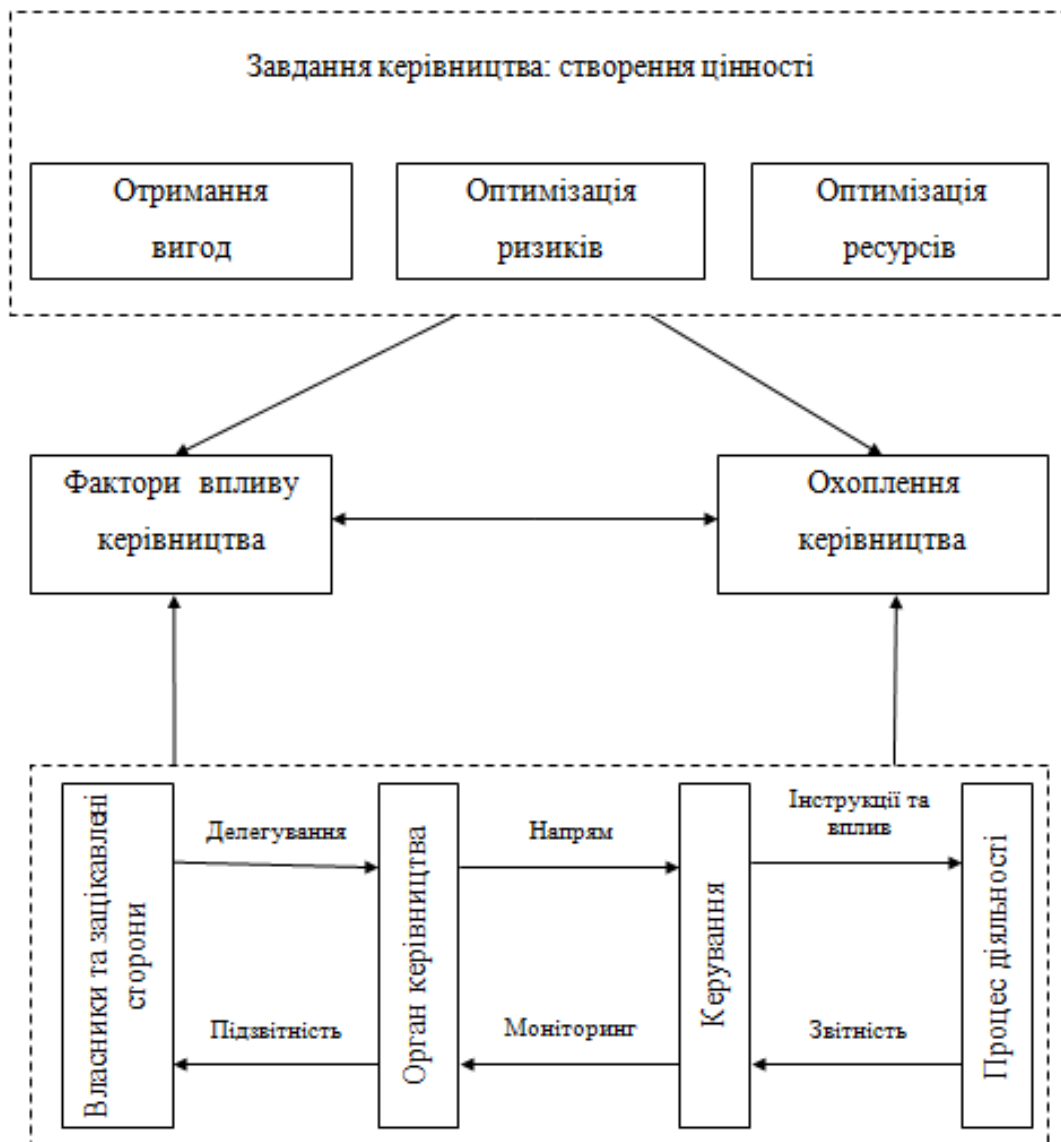 Завдання керівництва: створення цінності
Отримання
вигод
Оптимізація
ризиків
Оптимізація
ресурсів
Фактори впливу
керівництва
Охоплення
керівництва
Власники та зацікавлені
сторони
Делегування
Підзвітність
Орган керівництва
Напрям
Моніторинг
Керування
Інструкції та
вплив
Звітність
Процес діяльності